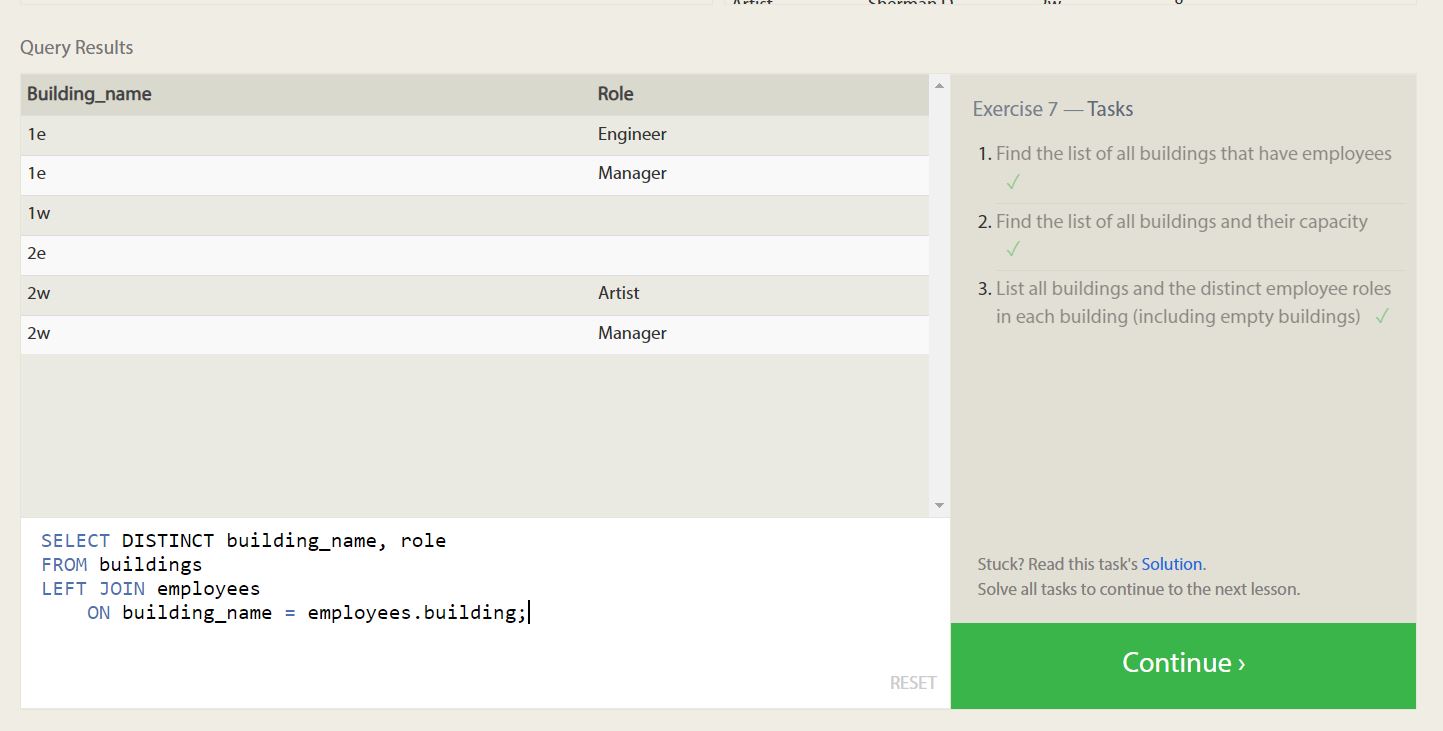 Query Results
Building_name Role
1e Engineer
1e Manager
1w
2e
2w Artist
2w Manager
SELECT DISTINCT building_name, role
FROM buildings
LEFT JOIN employees
ON building_name = employees.building;
RESET
Exercise 7 — Tasks
1. Find the list of all buildings that have employees
✓
2. Find the list of all buildings and their capacity
✓
3. List all buildings and the distinct employee roles
in each building (including empty buildings) ✓
Stuck? Read this task's Solution.
Solve all tasks to continue to the next lesson.
Continue ›